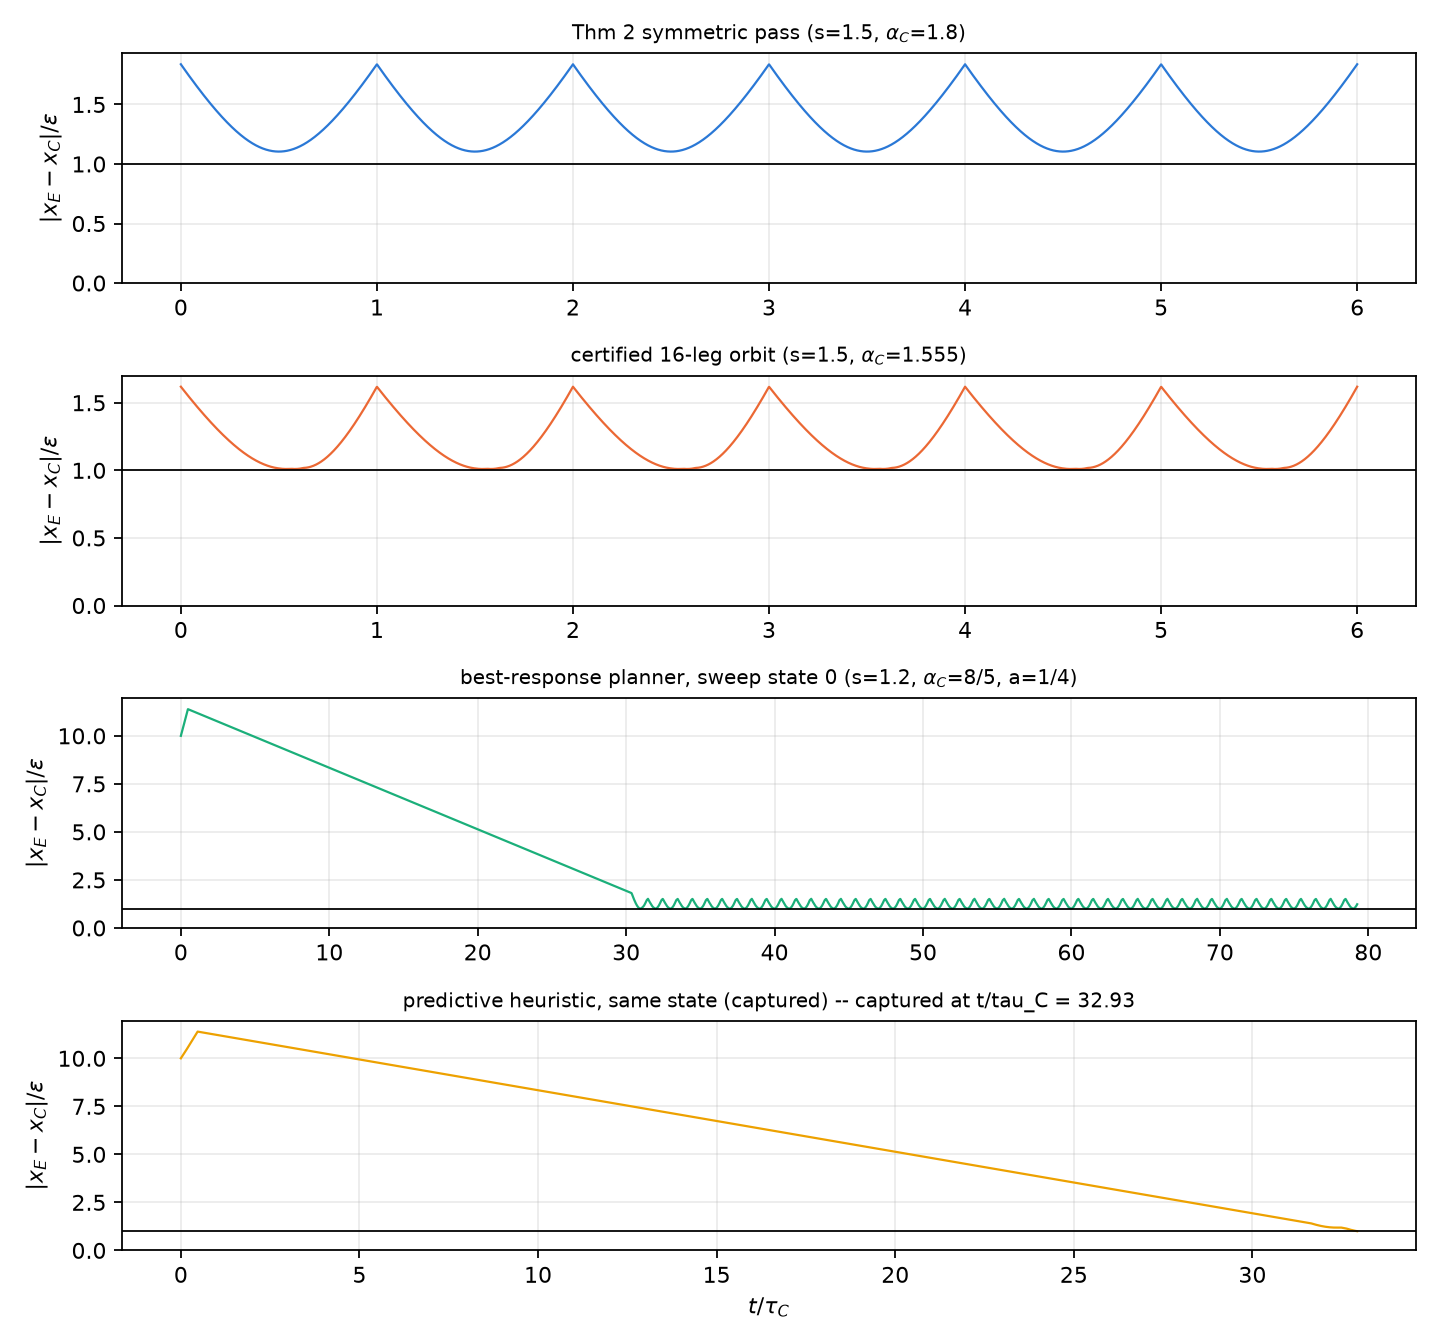 Thm 2 symmetric pass (s=1.5, α_C=1.8)
|x_E − x_C|/ε
1.5
1.0
0.5
0.0
0 1 2 3 4 5 6
certified 16-leg orbit (s=1.5, α_C=1.555)
|x_E − x_C|/ε
1.5
1.0
0.5
0.0
0 1 2 3 4 5 6
best-response planner, sweep state 0 (s=1.2, α_C=8/5, a=1/4)
|x_E − x_C|/ε
10.0
7.5
5.0
2.5
0.0
0 10 20 30 40 50 60 70 80
predictive heuristic, same state (captured) -- captured at t/tau_C = 32.93
|x_E − x_C|/ε
10.0
7.5
5.0
2.5
0.0
0 5 10 15 20 25 30
t/τ_C